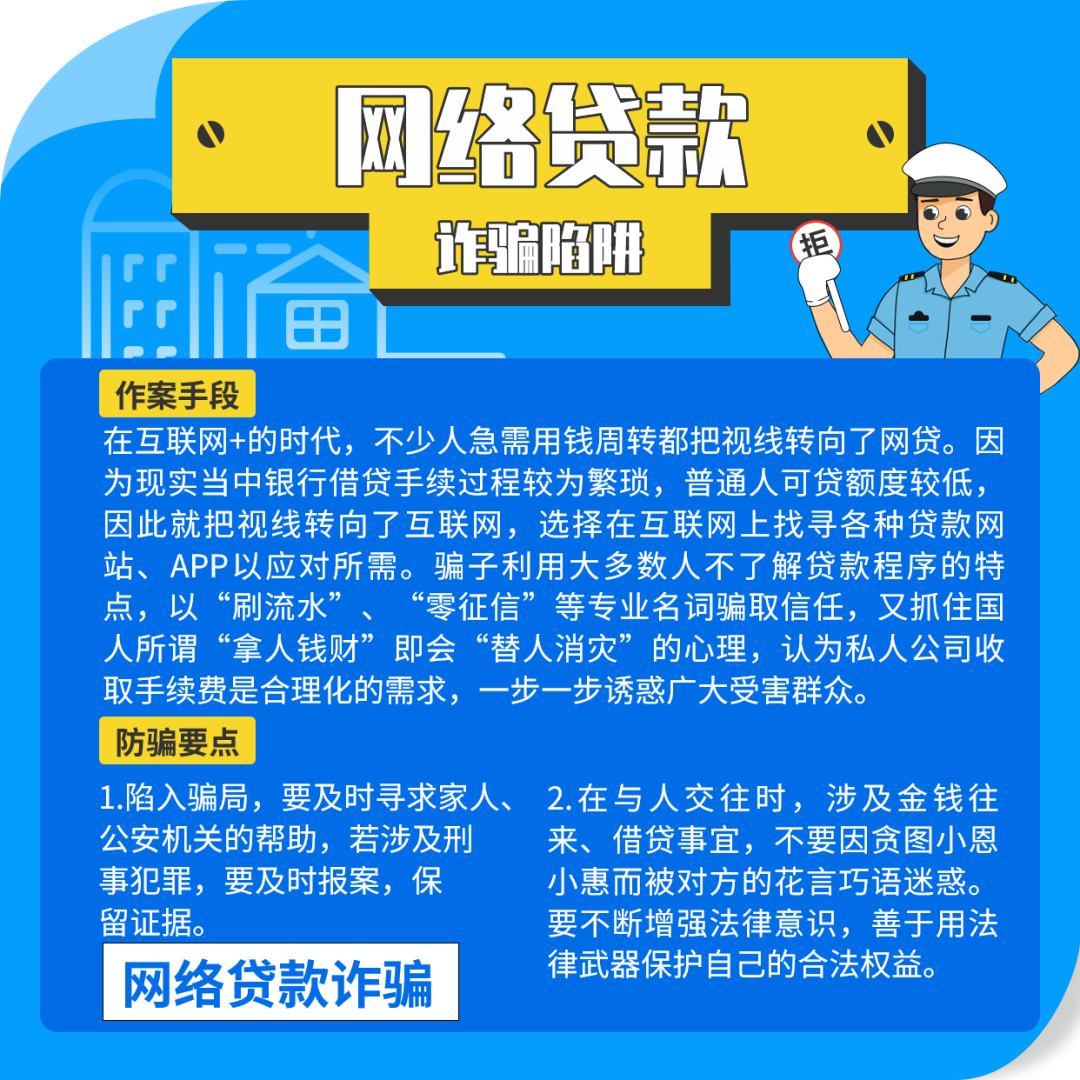 网络贷款
诈骗陷阱
拒
作案手段
在互联网+的时代，不少人急需用钱周转都把视线转向了网贷。因
为现实当中银行借贷手续过程较为繁琐，普通人可贷额度较低，
因此就把视线转向了互联网，选择在互联网上找寻各种贷款网
站、APP以应对所需。骗子利用大多数人不了解贷款程序的特
点，以“刷流水”、“零征信”等专业名词骗取信任，又抓住国
人所谓“拿人钱财”即会“替人消灾”的心理，认为私人公司收
取手续费是合理化的需求，一步一步诱惑广大受害群众。
防骗要点
1.陷入骗局，要及时寻求家人、
公安机关的帮助，若涉及刑
事犯罪，要及时报案，保
留证据。
2.在与人交往时，涉及金钱往
来、借贷事宜，不要因贪图小恩
小惠而被对方的花言巧语迷惑。
要不断增强法律意识，善于用法
律武器保护自己的合法权益。
网络贷款诈骗